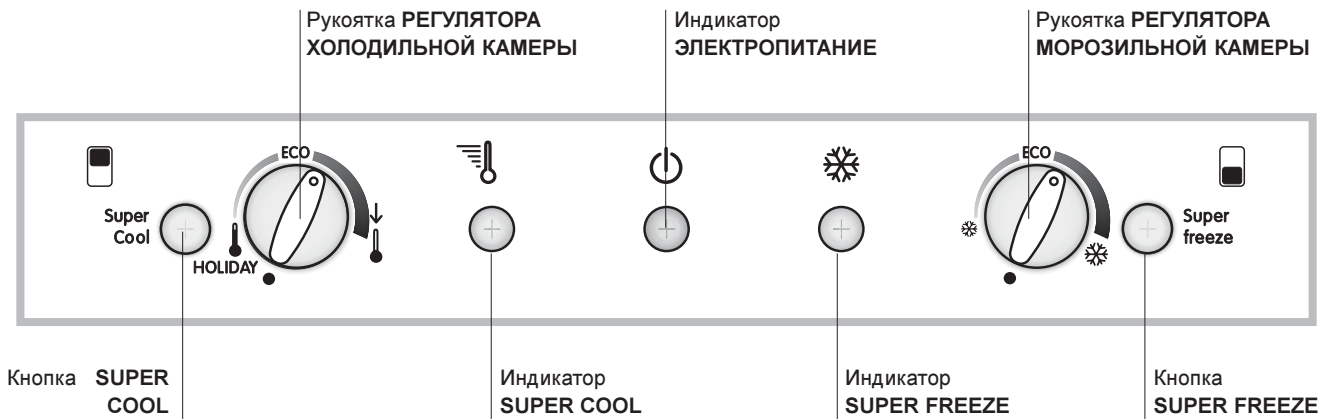 Рукоятка РЕГУЛЯТОРА
ХОЛОДИЛЬНОЙ КАМЕРЫ
Индикатор
ЭЛЕКТРОПИТАНИЕ
Рукоятка РЕГУЛЯТОРА
МОРОЗИЛЬНОЙ КАМЕРЫ
ECO
ECO
Super
Cool
HOLIDAY
Super
freeze
Кнопка SUPER
COOL
Индикатор
SUPER COOL
Индикатор
SUPER FREEZE
Кнопка
SUPER FREEZE